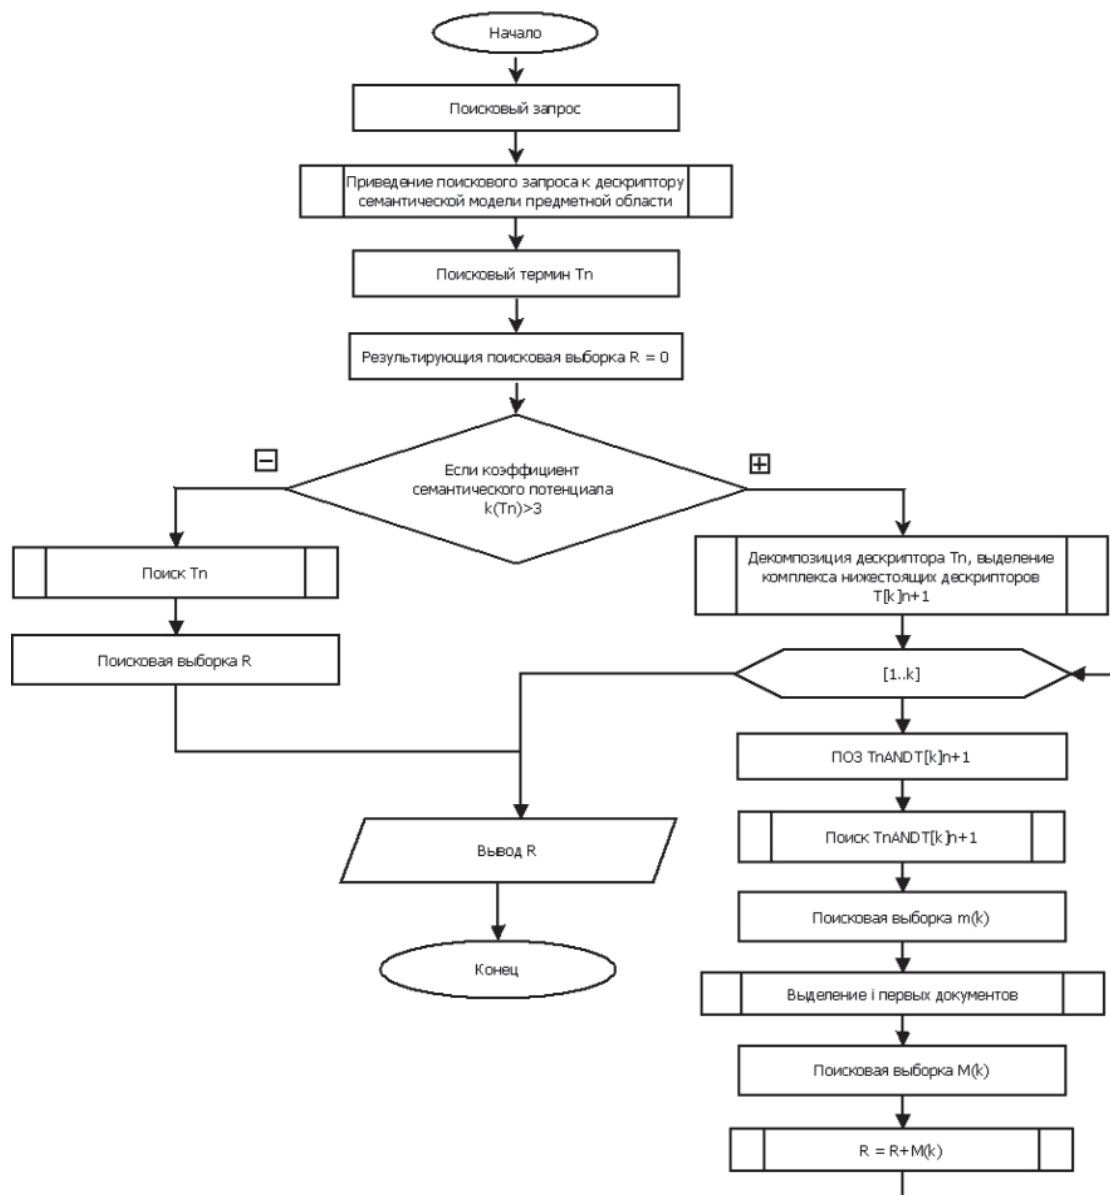 Начало
Поисковый запрос
Приведение поискового запроса к дескриптору
семантической модели предметной области
Поисковый термин Tn
Результирующия поисковая выборка R = 0
Если коэффициент
семантического потенциала
k(Tn)>3
−
+
Поиск Tn
Поисковая выборка R
Декомпозиция дескриптора Tn, выделение
комплекса нижестоящих дескрипторов
T[k]n+1
[1..k]
ПОЗ TnANDT[k]n+1
Поиск TnANDT[k]n+1
Поисковая выборка m(k)
Выделение i первых документов
Поисковая выборка M(k)
R = R+M(k)
Вывод R
Конец